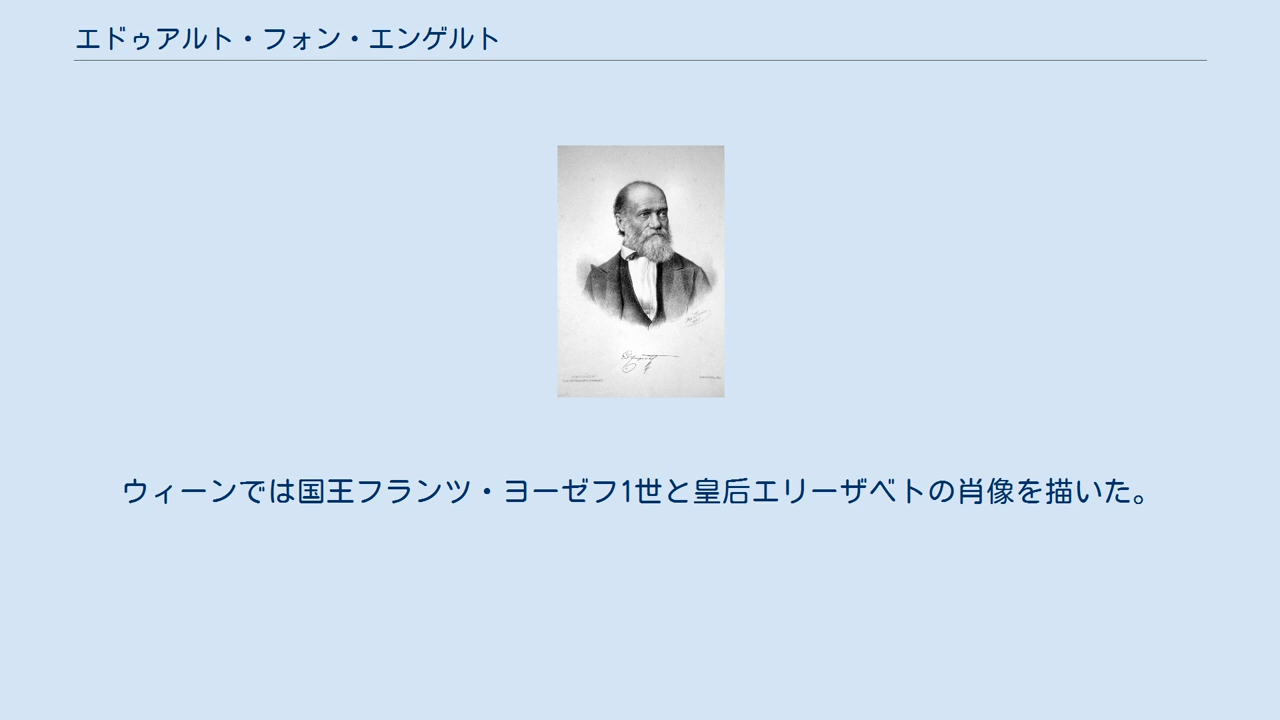 エドゥアルト・フォン・エンゲルト
ウィーンでは国王フランツ・ヨーゼフ1世と皇后エリーザベトの肖像を描いた。